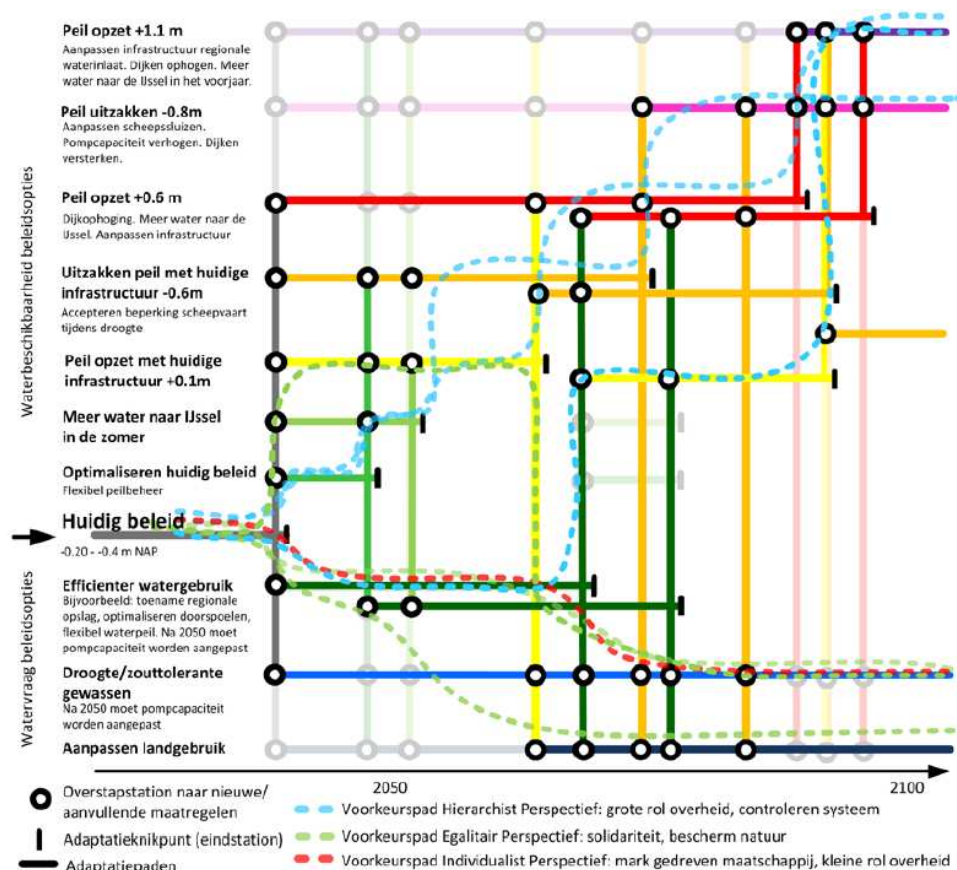 Waterbeschikbaarheid beleidsopties
Peil opzet +1.1 m
Aanpassen infrastructuur regionale
waterinlaat. Dijken ophogen. Meer
water naar de IJssel in het voorjaar.
Peil uitzakken -0.8m
Aanpassen scheepssluizen.
Pompcapaciteit verhogen. Dijken
versterken.
Peil opzet +0.6 m
Dijkophoging. Meer water naar de
IJssel. Aanpassen infrastructuur
Uitzakken peil met huidige
infrastructuur -0.6m
Accepteren beperking scheepvaart
tijdens droogte
Peil opzet met huidige
infrastructuur +0.1m
Meer water naar IJssel
in de zomer
Optimaliseren huidig beleid
Flexibel peilbeheer
Huidig beleid
-0.20 - -0.4 m NAP
Watervraag beleidsopties
Efficienter watergebruik
Bijvoorbeeld: toename regionale
opslag, optimaliseren doorspoelen,
flexibel waterpeil. Na 2050 moet
pompcapaciteit worden aangepast
Droogte/zouttolerante
gewassen
Na 2050 moet pompcapaciteit
worden aangepast
Aanpassen landgebruik
2050
2100
Overstapstation naar nieuwe/
aanvullende maatregelen
Adaptatieknikpunt (eindstation)
Adaptatiepaden
Voorkeurspad Hierarchist Perspectief: grote rol overheid, controleren systeem
Voorkeurspad Egalitair Perspectief: solidariteit, bescherm natuur
Voorkeurspad Individualist Perspectief: mark gedreven maatschappij, kleine rol overheid